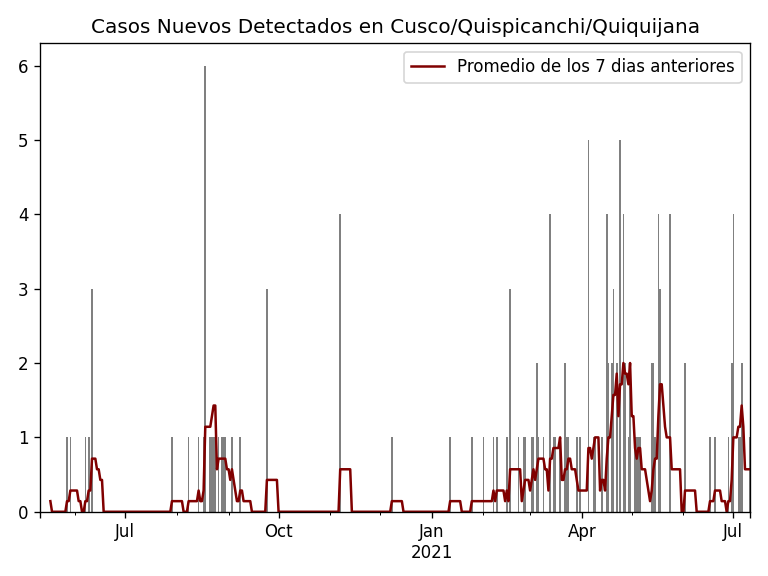 Casos Nuevos Detectados en Cusco/Quispicanchi/Quiquijana
Promedio de los 7 dias anteriores
6
5
4
3
2
1
0
Jul
Oct
Jan
2021
Apr
Jul